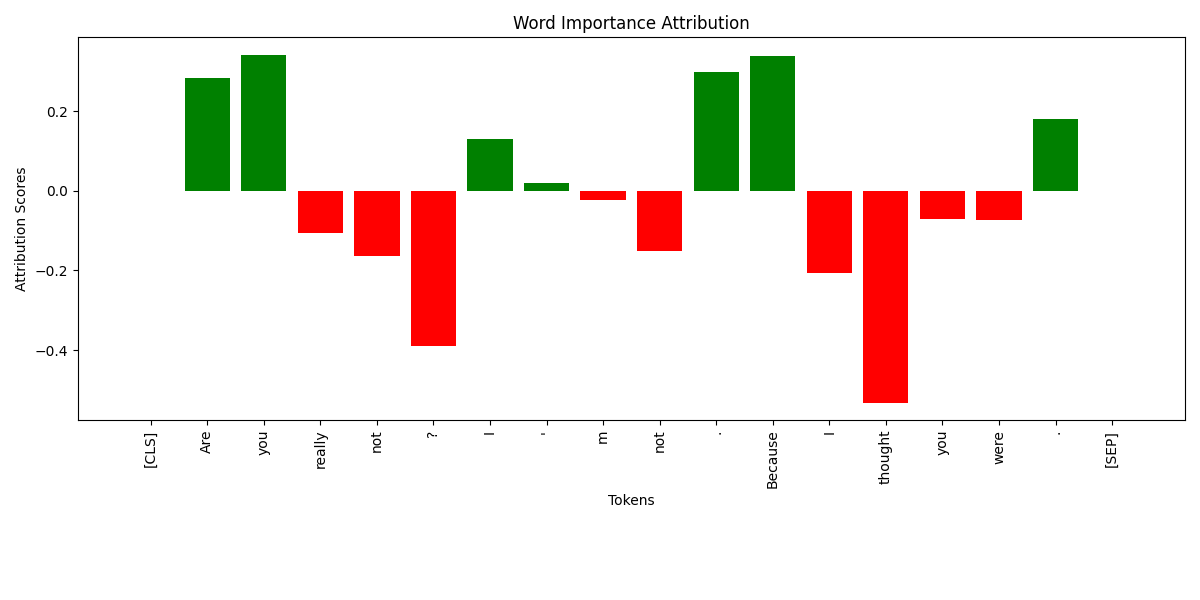 Word Importance Attribution
Attribution Scores
0.2
0.0
−0.2
−0.4
[CLS]
Are
you
really
not
?
I
'
m
not
.
Because
I
thought
you
were
.
[SEP]
Tokens